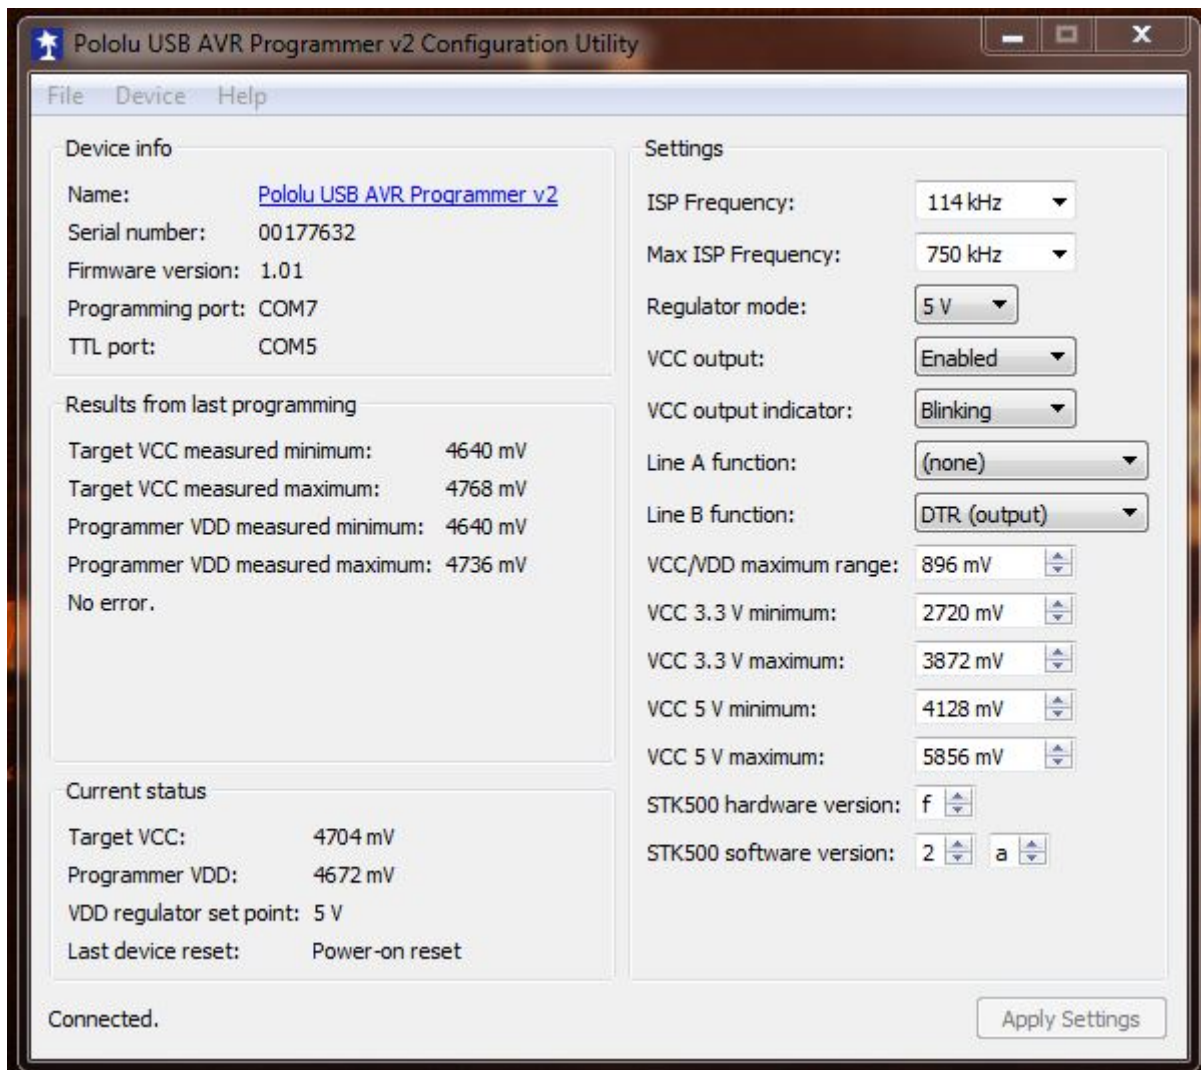 Pololu USB AVR Programmer v2 Configuration Utility
File Device Help
Device info
Name: Pololu USB AVR Programmer v2
Serial number: 00177632
Firmware version: 1.01
Programming port: COM7
TTL port: COM5
Results from last programming
Target VCC measured minimum: 4640 mV
Target VCC measured maximum: 4768 mV
Programmer VDD measured minimum: 4640 mV
Programmer VDD measured maximum: 4736 mV
No error.
Current status
Target VCC: 4704 mV
Programmer VDD: 4672 mV
VDD regulator set point: 5 V
Last device reset: Power-on reset
Settings
ISP Frequency: 114 kHz
Max ISP Frequency: 750 kHz
Regulator mode: 5 V
VCC output: Enabled
VCC output indicator: Blinking
Line A function: (none)
Line B function: DTR (output)
VCC/VDD maximum range: 896 mV
VCC 3.3 V minimum: 2720 mV
VCC 3.3 V maximum: 3872 mV
VCC 5 V minimum: 4128 mV
VCC 5 V maximum: 5856 mV
STK500 hardware version: f
STK500 software version: 2 a
Connected.
Apply Settings